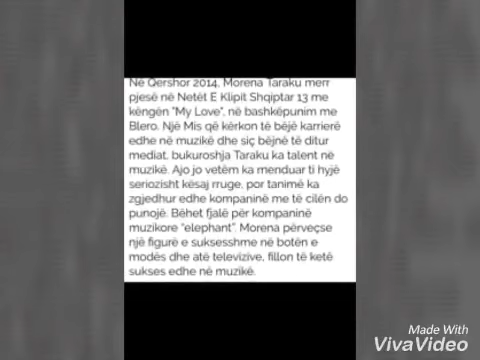 Në Qershor 2014, Morena Taraku merr
pjesë në Netët E Klipit Shqiptar 13 me
këngën "My Love", në bashkëpunim me
Blero. Një Mis që kërkon të bëjë karrierë
edhe në muzikë dhe siç bëjnë të ditur
mediat. bukuroshja Taraku ka talent në
muzikë. Ajo jo vetëm ka menduar ti hyjë
seriozisht kësaj rruge, por tanimë ka
zgjedhur edhe kompaninë me të cilën do
punojë. Bëhet fjalë për kompaninë
muzikore "elephant". Morena përveçse
një figurë e suksesshme në botën e
modës dhe atë televizive, fillon të ketë
sukses edhe në muzikë.
Made With
VivaVideo